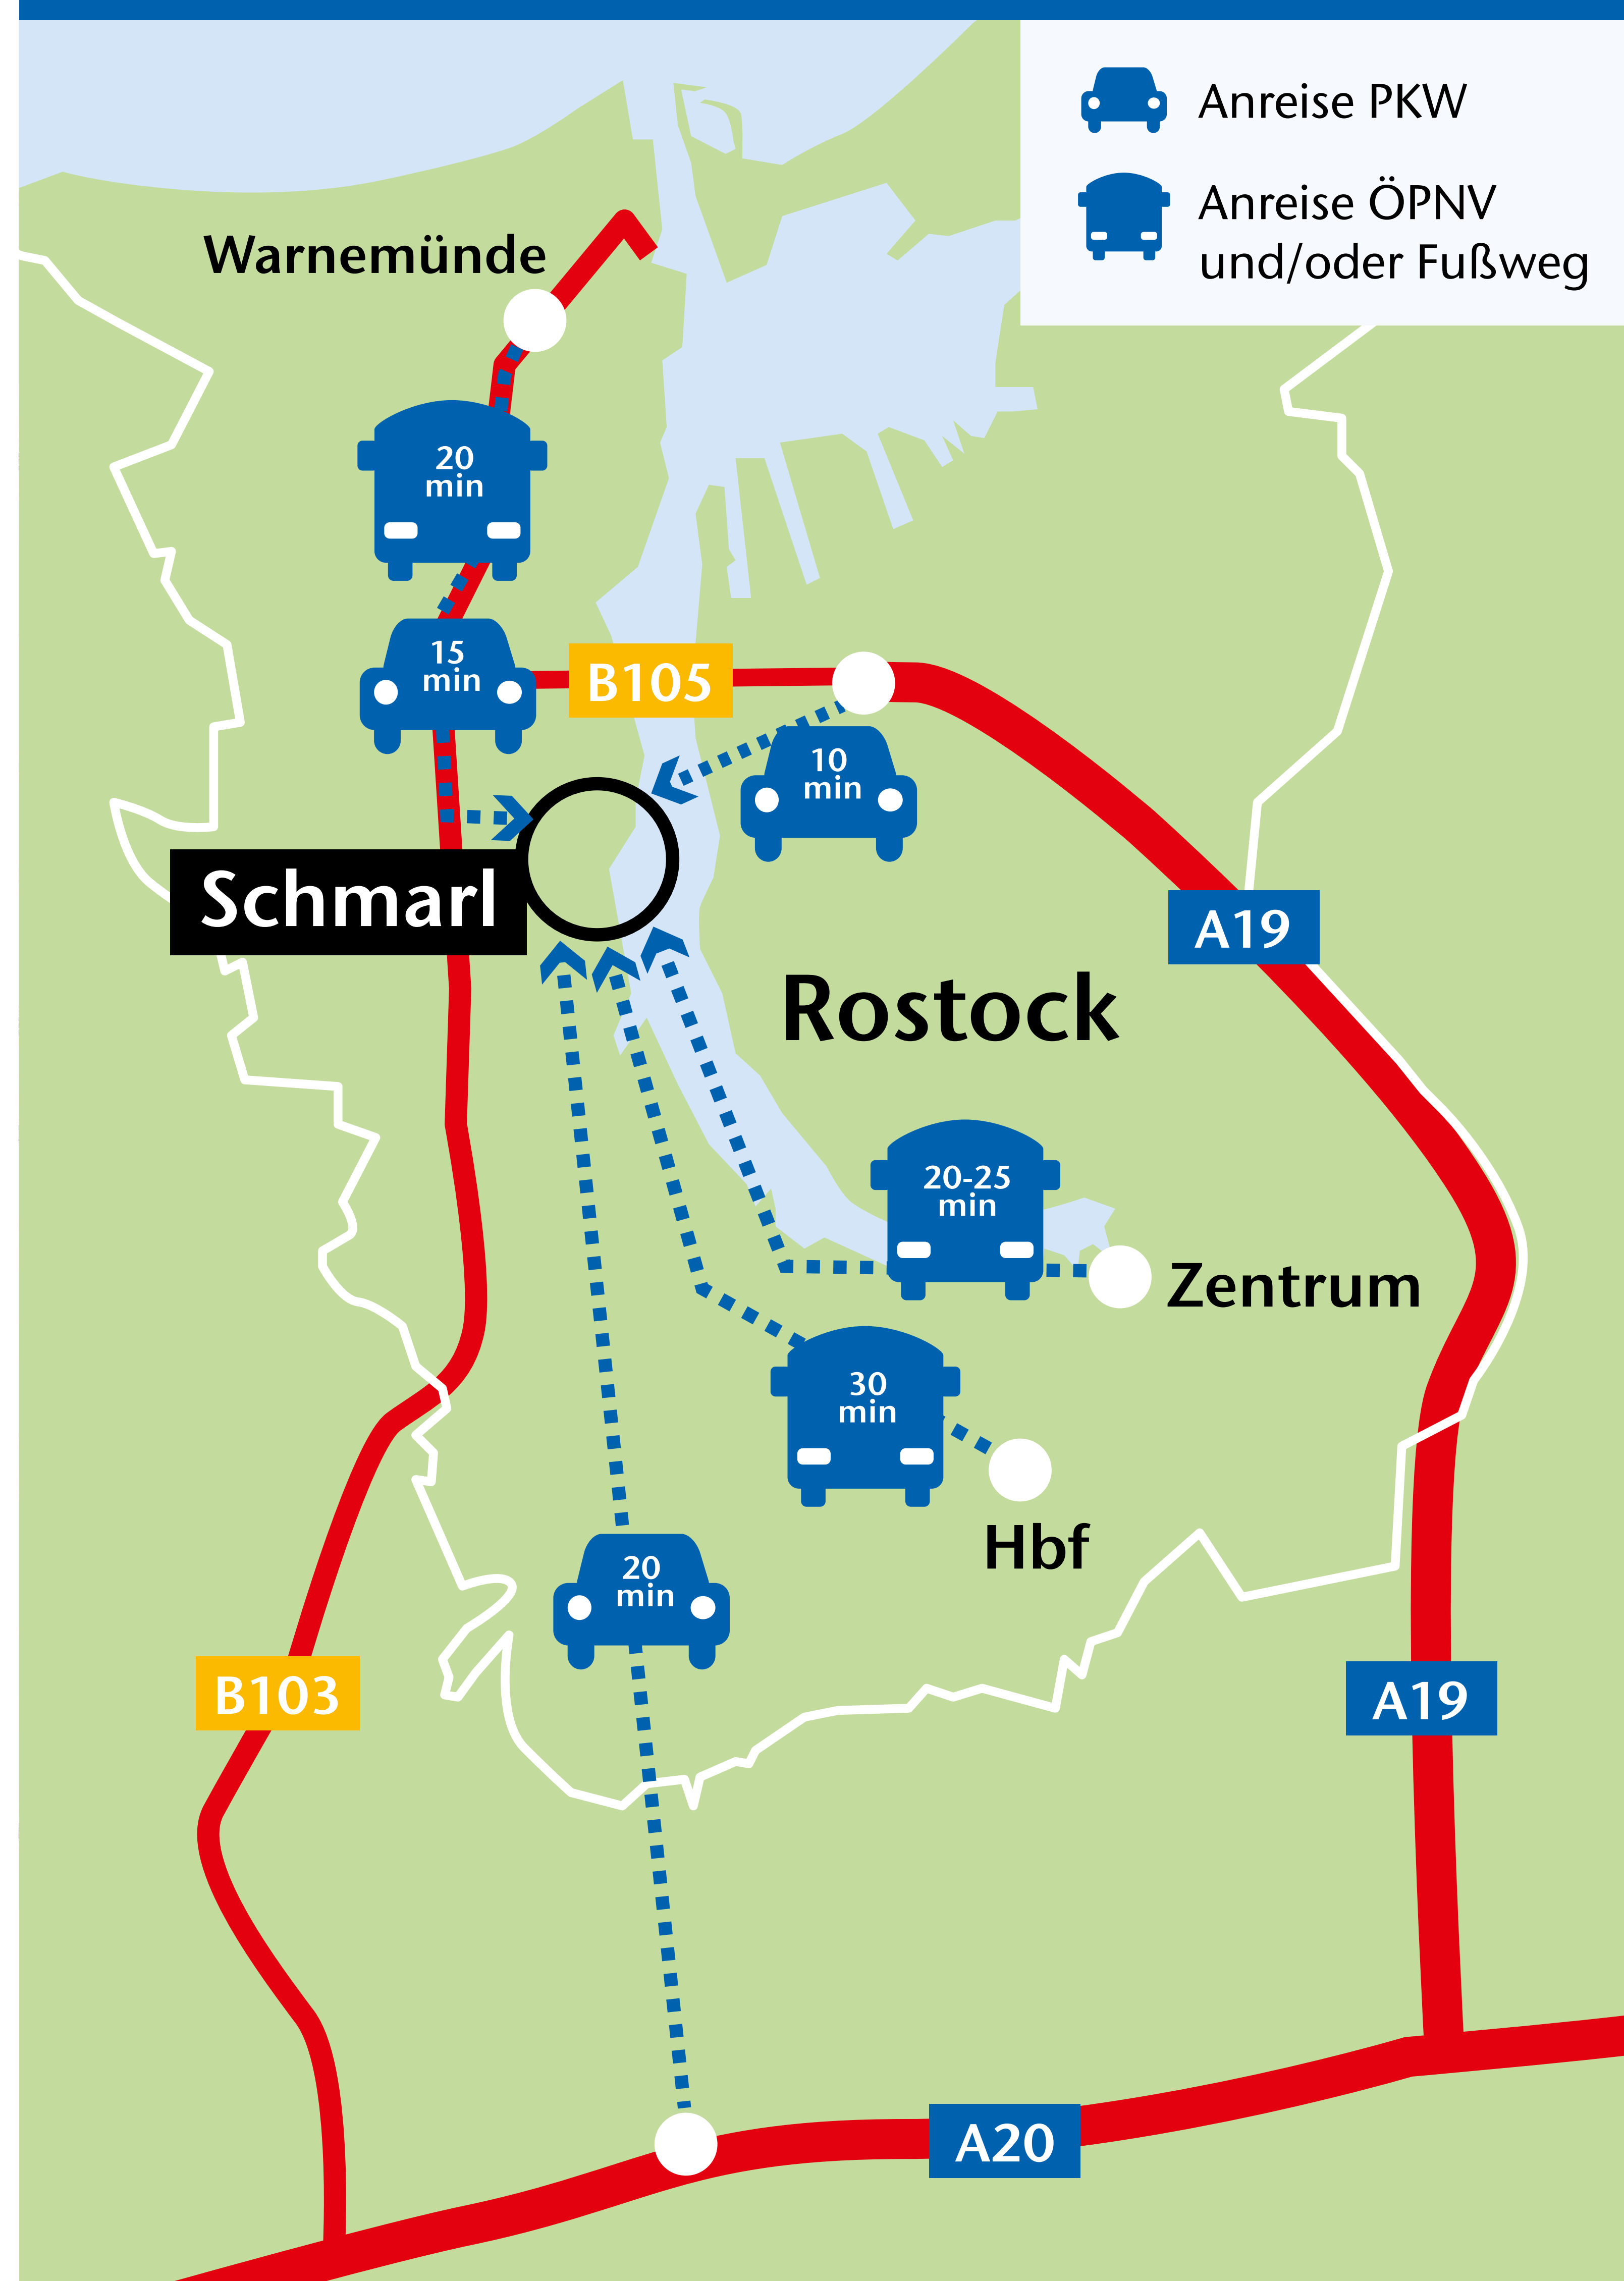 Anreise PKW
Anreise ÖPNV
und/oder Fußweg
Warnemünde
20
min
15
min
B105
10
min
Schmarl
A19
Rostock
20-25
min
Zentrum
30
min
Hbf
20
min
B103
A19
A20